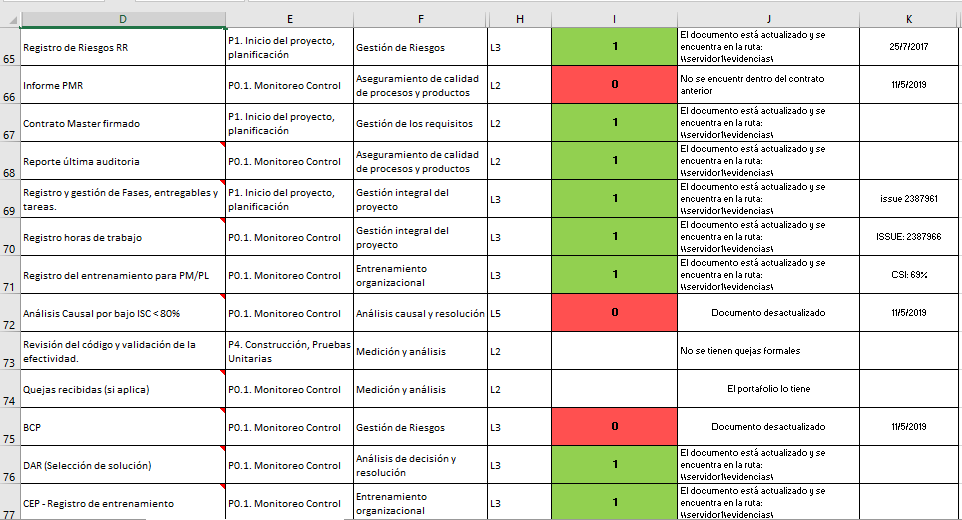 D E F H I J K
65 Registro de Riesgos RR P1. Inicio del proyecto, planificación Gestión de Riesgos L3 1 El documento está actualizado y se encuentra en la ruta: \\servidor1\evidencias\ 25/7/2017
66 Informe PMR P0.1. Monitoreo Control Aseguramiento de calidad de procesos y productos L2 0 No se encuentr dentro del contrato anterior 11/5/2019
67 Contrato Master firmado P1. Inicio del proyecto, planificación Gestión de los requisitos L2 1 El documento está actualizado y se encuentra en la ruta: \\servidor1\evidencias\
68 Reporte última auditoria P0.1. Monitoreo Control Aseguramiento de calidad de procesos y productos L2 1 El documento está actualizado y se encuentra en la ruta: \\servidor1\evidencias\
69 Registro y gestión de Fases, entregables y tareas. P1. Inicio del proyecto, planificación Gestión integral del proyecto L3 1 El documento está actualizado y se encuentra en la ruta: \\servidor1\evidencias\ issue 2387961
70 Registro horas de trabajo P0.1. Monitoreo Control Gestión integral del proyecto L3 1 El documento está actualizado y se encuentra en la ruta: \\servidor1\evidencias\ ISSUE: 2387966
71 Registro del entrenamiento para PM/PL P0.1. Monitoreo Control Entrenamiento organizacional L3 1 El documento está actualizado y se encuentra en la ruta: \\servidor1\evidencias\ CSI: 69%
72 Análisis Causal por bajo ISC < 80% P0.1. Monitoreo Control Análisis causal y resolución L5 0 Documento desactualizado 11/5/2019
73 Revisión del código y validación de la efectividad. P4. Construcción, Pruebas Unitarias Medición y análisis L2 No se tienen quejas formales
74 Quejas recibidas (si aplica) P0.1. Monitoreo Control Medición y análisis L2 El portafolio lo tiene
75 BCP P0.1. Monitoreo Control Gestión de Riesgos L3 0 Documento desactualizado 11/5/2019
76 DAR (Selección de solución) P0.1. Monitoreo Control Análisis de decisión y resolución L3 1 El documento está actualizado y se encuentra en la ruta: \\servidor1\evidencias\
77 CEP - Registro de entrenamiento P0.1. Monitoreo Control Entrenamiento organizacional L3 1 El documento está actualizado y se encuentra en la ruta: \\servidor1\evidencias\